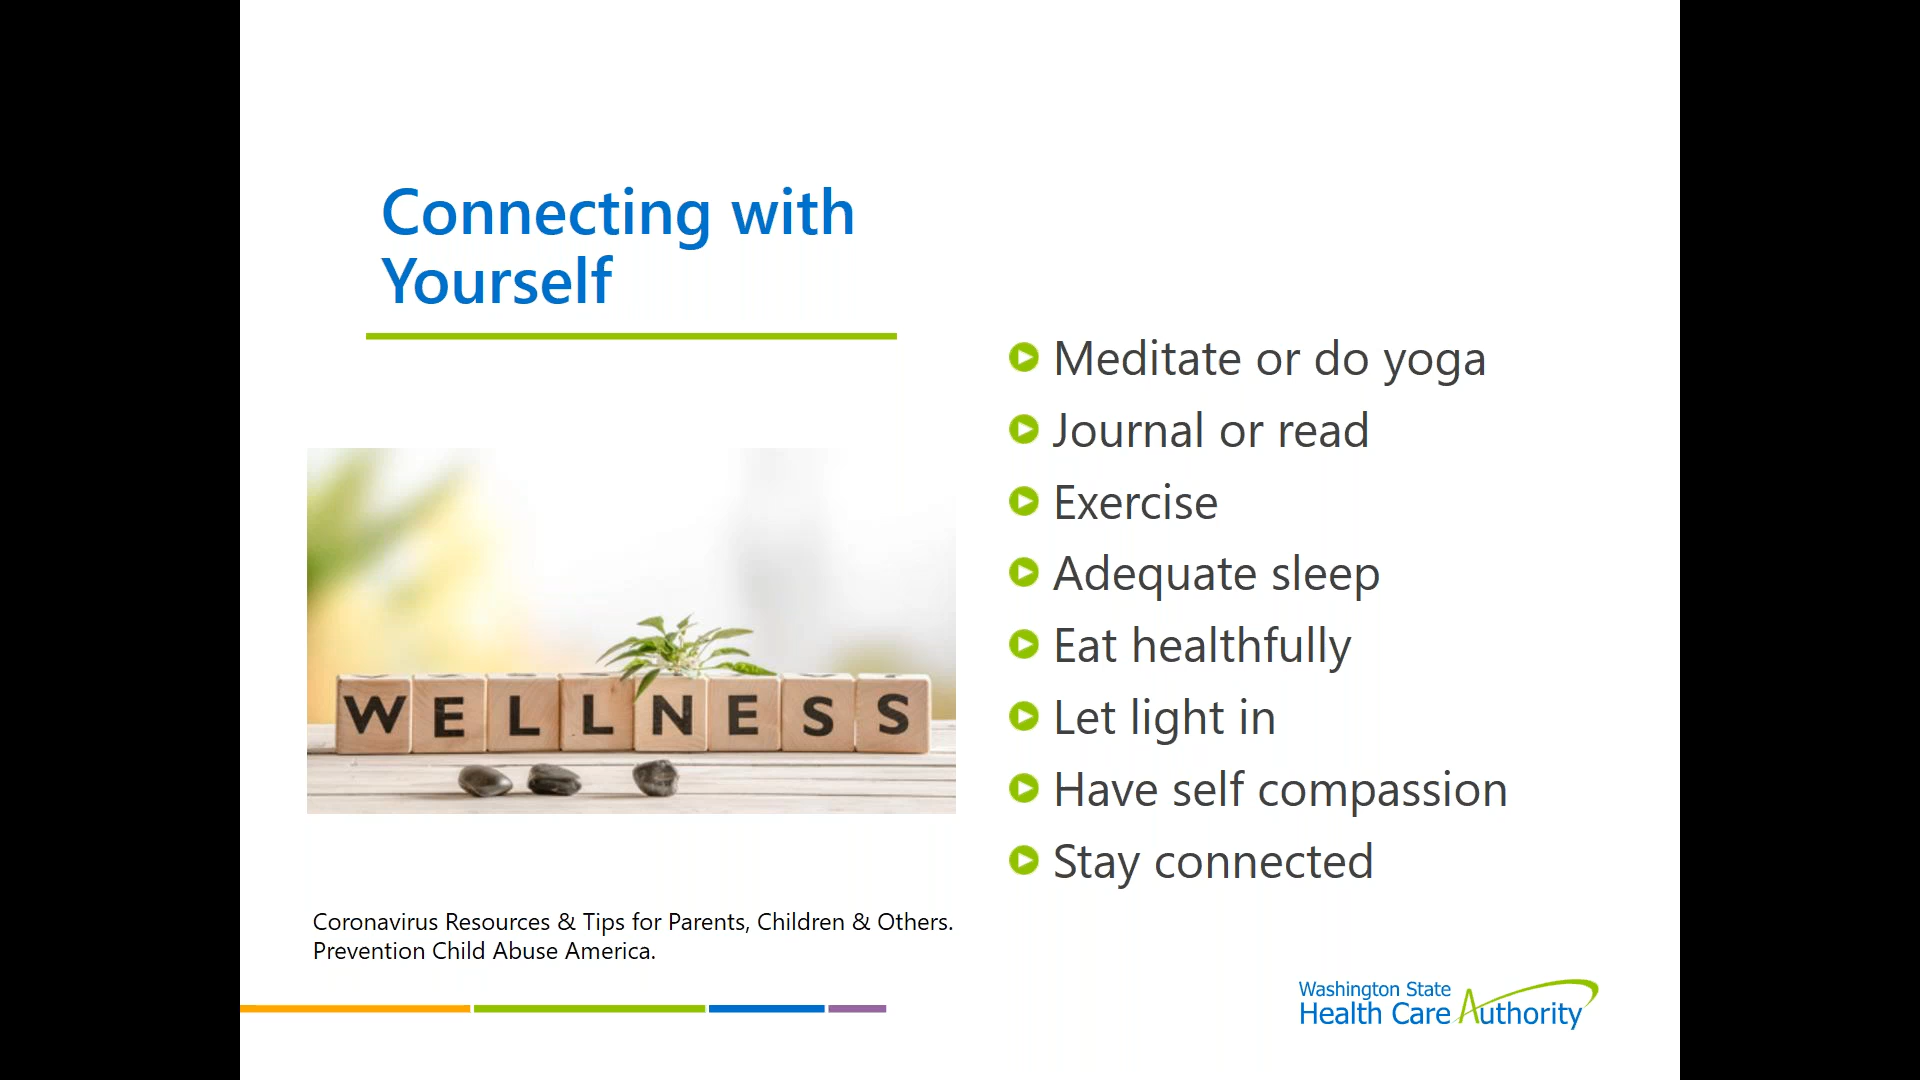 Connecting with
Yourself
WELLNESS
Coronavirus Resources & Tips for Parents, Children & Others.
Prevention Child Abuse America.
Meditate or do yoga
Journal or read
Exercise
Adequate sleep
Eat healthfully
Let light in
Have self compassion
Stay connected
Washington State
Health Care Authority